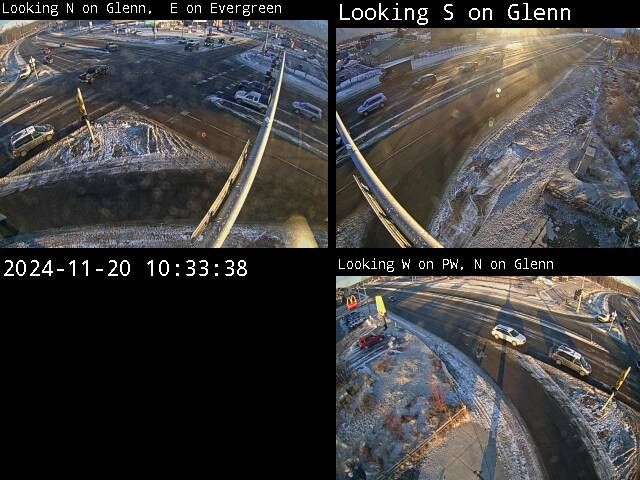 Looking N on Glenn,  E on Evergreen
Looking S on Glenn
2024-11-20 10:33:38
Looking W on PW, N on Glenn